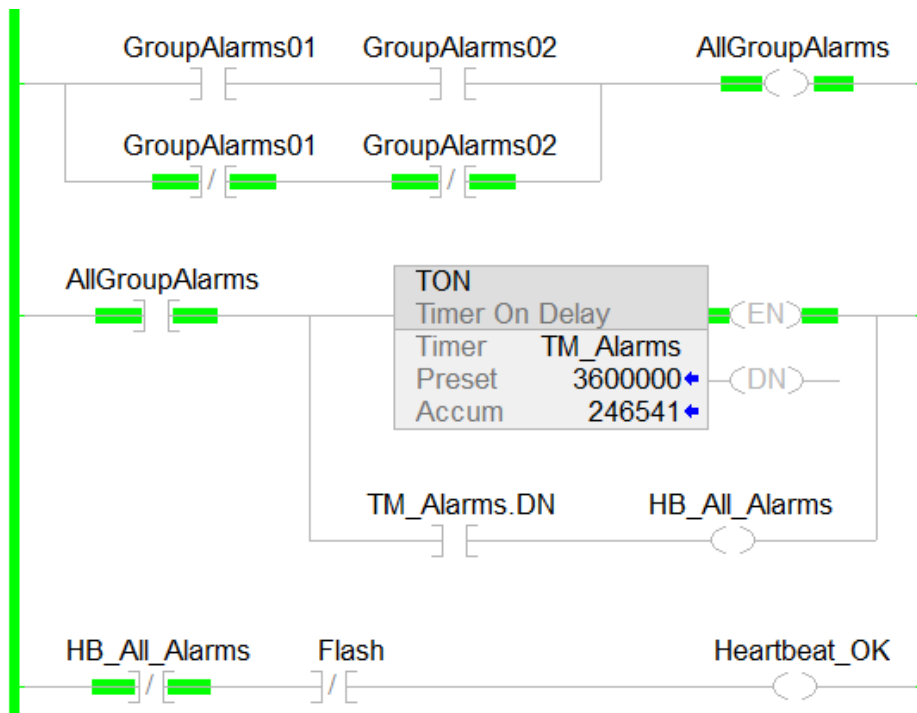 GroupAlarms01 GroupAlarms02 AllGroupAlarms
GroupAlarms01 GroupAlarms02
AllGroupAlarms
TON
Timer On Delay
EN
Timer TM_Alarms
Preset 3600000
DN
Accum 246541
TM_Alarms.DN HB_All_Alarms
HB_All_Alarms Flash Heartbeat_OK